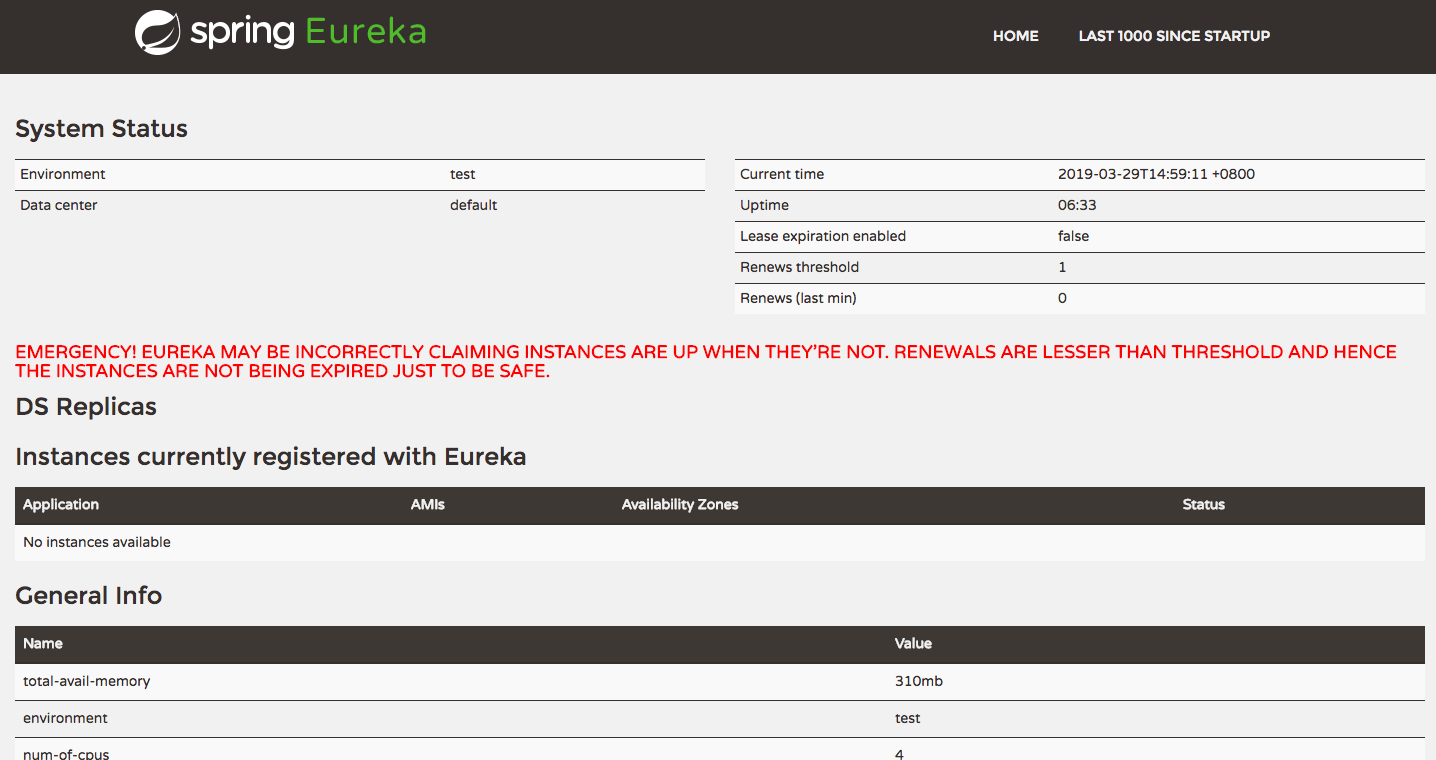 spring Eureka
HOME LAST 1000 SINCE STARTUP
System Status
Environment test
Data center default
Current time 2019-03-29T14:59:11 +0800
Uptime 06:33
Lease expiration enabled false
Renews threshold 1
Renews (last min) 0
EMERGENCY! EUREKA MAY BE INCORRECTLY CLAIMING INSTANCES ARE UP WHEN THEY'RE NOT. RENEWALS ARE LESSER THAN THRESHOLD AND HENCE
THE INSTANCES ARE NOT BEING EXPIRED JUST TO BE SAFE.
DS Replicas
Instances currently registered with Eureka
Application AMIs Availability Zones Status
No instances available
General Info
Name Value
total-avail-memory 310mb
environment test
num-of-cpus 4